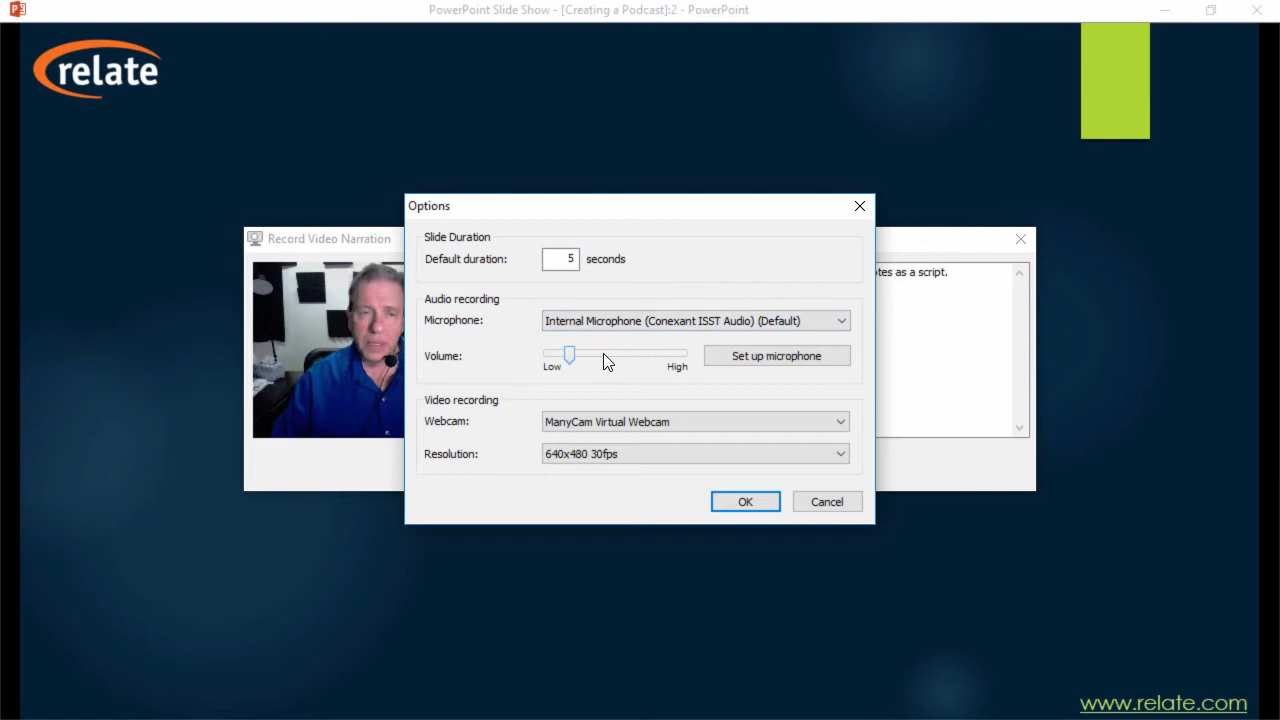 PowerPoint Slide Show - [Creating a Podcast]:2 - PowerPoint
relate
Options
Record Video Narration
Slide Duration
Default duration: 5 seconds
otes as a script.
Audio recording
Microphone: Internal Microphone (Conexant ISST Audio) (Default)
Volume: Set up microphone
Low High
Video recording
Webcam: ManyCam Virtual Webcam
Resolution: 640x480 30fps
OK Cancel
www.relate.com